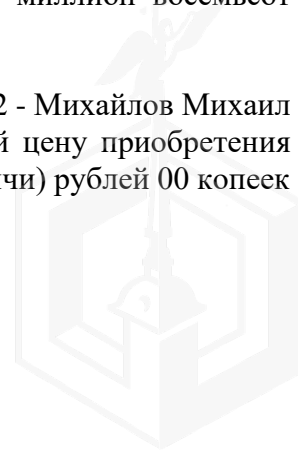 миллион восемьсот
2 - Михайлов Михаил
й цену приобретения
чи) рублей 00 копеек